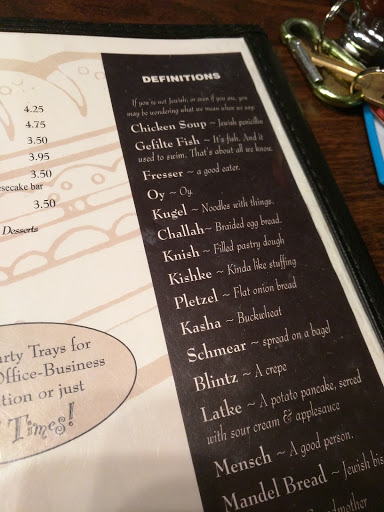 DEFINITIONS
If you is not Jewish, or even if you are, you
may be wondering what we mean when we say:
Chicken Soup ~ Jewish penicillin
Gefilte Fish ~ It's fish. And it
used to swim. That's about all we know.
Fresser ~ a good eater.
Oy ~ Oy.
Kugel ~ Noodles with things.
Challah ~ Braided egg bread.
Knish ~ Filled pastry dough
Kishke ~ Kinda like stuffing
Pletzel ~ Flat onion bread
Kasha ~ Buckwheat
Schmear ~ spread on a bagel
Blintz ~ A crepe
Latke ~ A potato pancake, served
with sour cream & applesauce
Mensch ~ A good person.
Mandel Bread ~ Jewish bis
4.25
4.75
3.50
3.95
esecake bar
3.50
Desserts
arty Trays for
Office-Business
tion or just
Times!